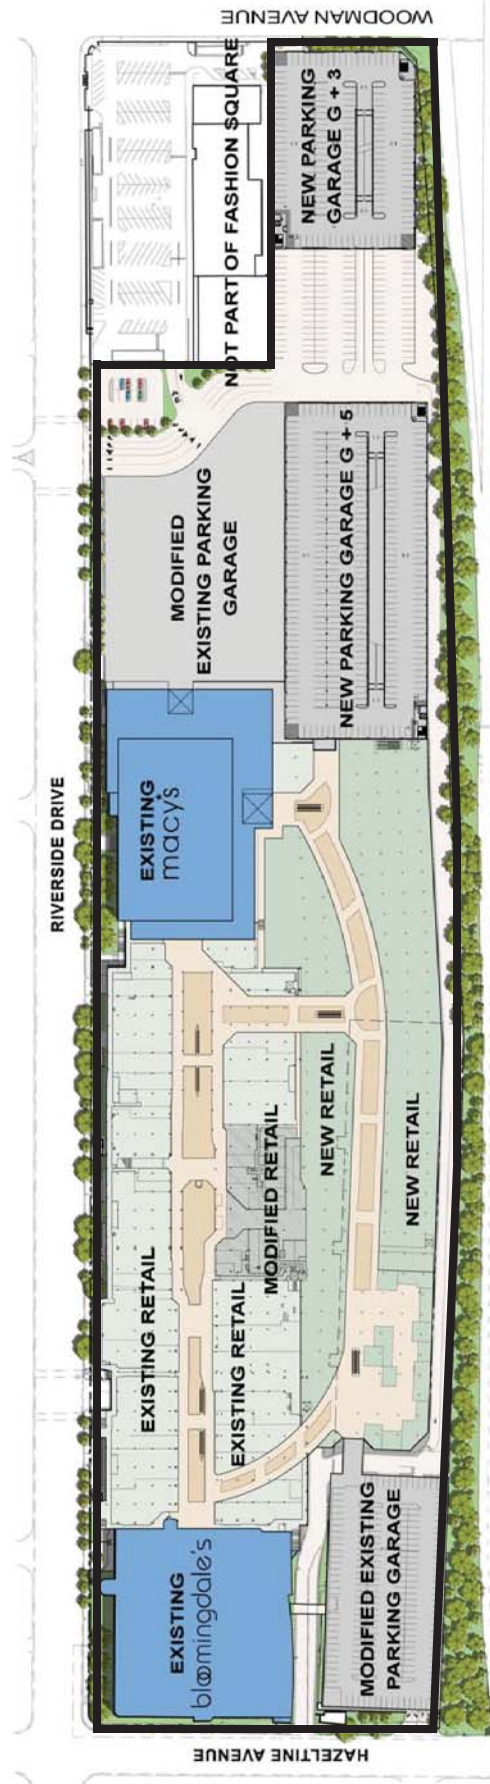 WOODMAN AVENUE
NOT PART OF FASHION SQUARE
NEW PARKING
GARAGE G + 3
MODIFIED
EXISTING PARKING
GARAGE
NEW PARKING GARAGE G + 5
RIVERSIDE DRIVE
EXISTING
macy's
EXISTING RETAIL
EXISTING RETAIL
MODIFIED RETAIL
NEW RETAIL
NEW RETAIL
EXISTING
bloomingdale's
MODIFIED EXISTING
PARKING GARAGE
HAZELTINE AVENUE